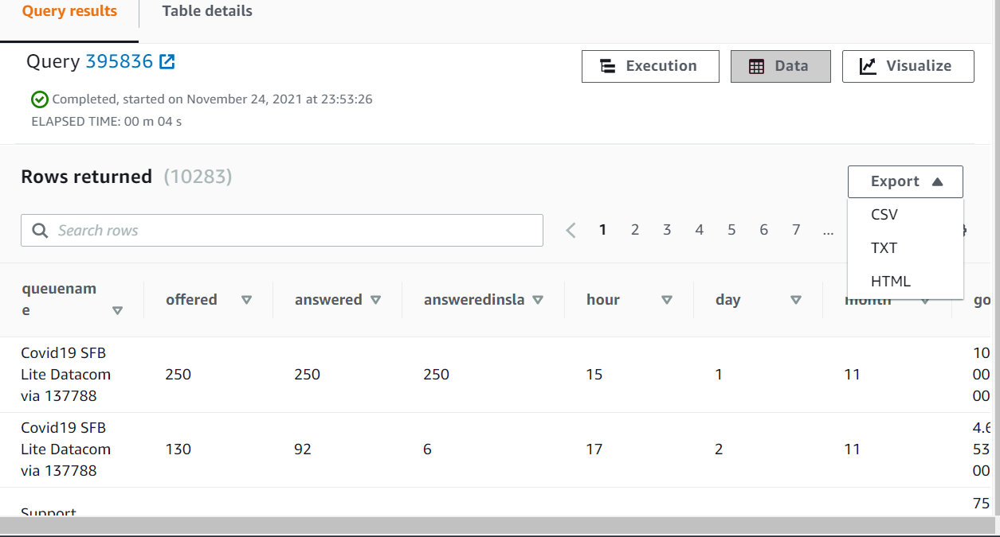 Query results Table details
Query 395836
Execution Data Visualize
Completed, started on November 24, 2021 at 23:53:26
ELAPSED TIME: 00 m 04 s
Rows returned (10283)
Export
CSV
TXT
HTML
Search rows
1 2 3 4 5 6 7 ...
queuenam
e
offered answered answeredinsla hour day month go
Covid19 SFB
Lite Datacom
via 137788
250 250 250 15 1 11
10
00
00
Covid19 SFB
Lite Datacom
via 137788
130 92 6 17 2 11
4.6
53
00
Support
75